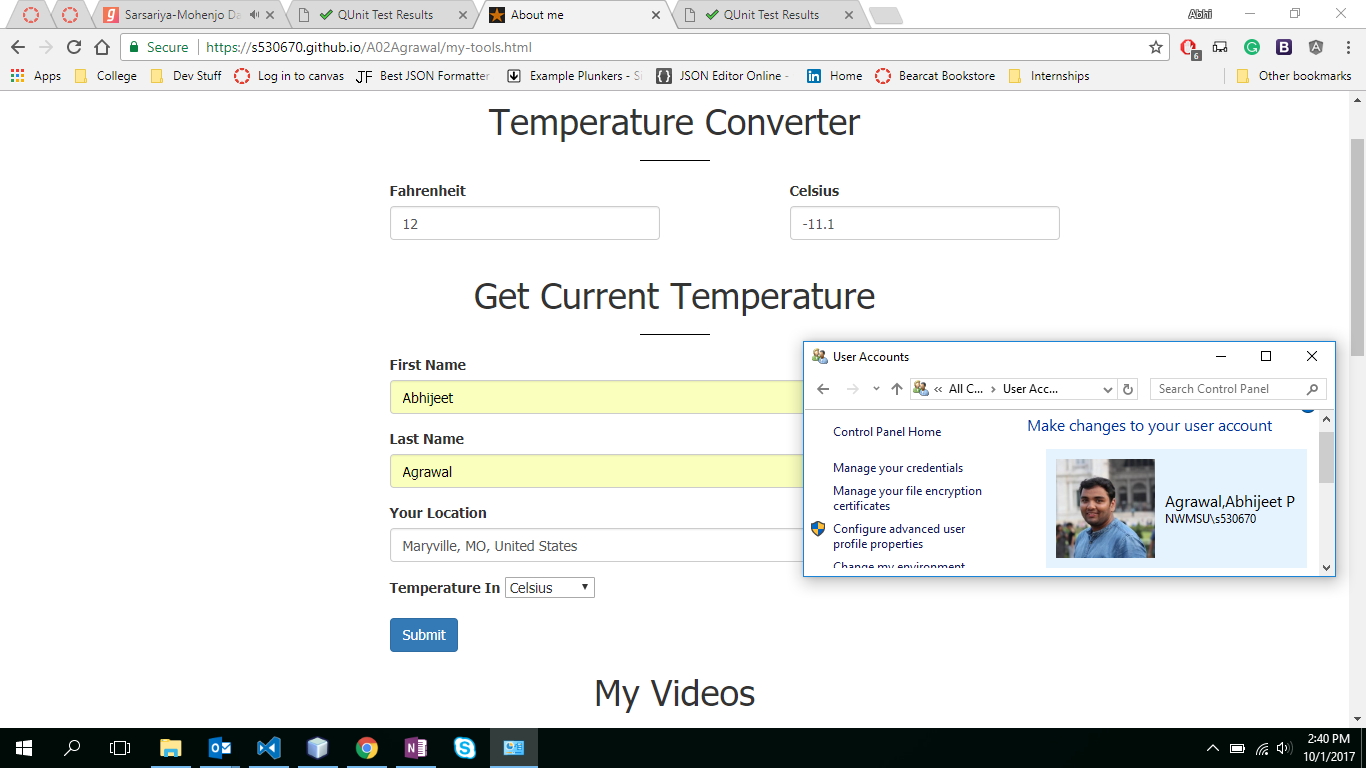 Sarsariya-Mohenjo Da
QUnit Test Results
About me
QUnit Test Results
Abhi
Secure
https://s530670.github.io/A02Agrawal/my-tools.html
6
Apps
College
Dev Stuff
Log in to canvas
Best JSON Formatter
Example Plunkers - Si
JSON Editor Online -
Home
Bearcat Bookstore
Internships
Other bookmarks
Temperature Converter
Fahrenheit
Celsius
12
-11.1
Get Current Temperature
First Name
Abhijeet
Last Name
Agrawal
Your Location
Maryville, MO, United States
Temperature In Celsius
Submit
My Videos
User Accounts
« All C... › User Acc...
Search Control Panel
Control Panel Home
Manage your credentials
Manage your file encryption
certificates
Configure advanced user
profile properties
Change my environment
Make changes to your user account
Agrawal,Abhijeet P
NWMSU\s530670
2:40 PM
10/1/2017